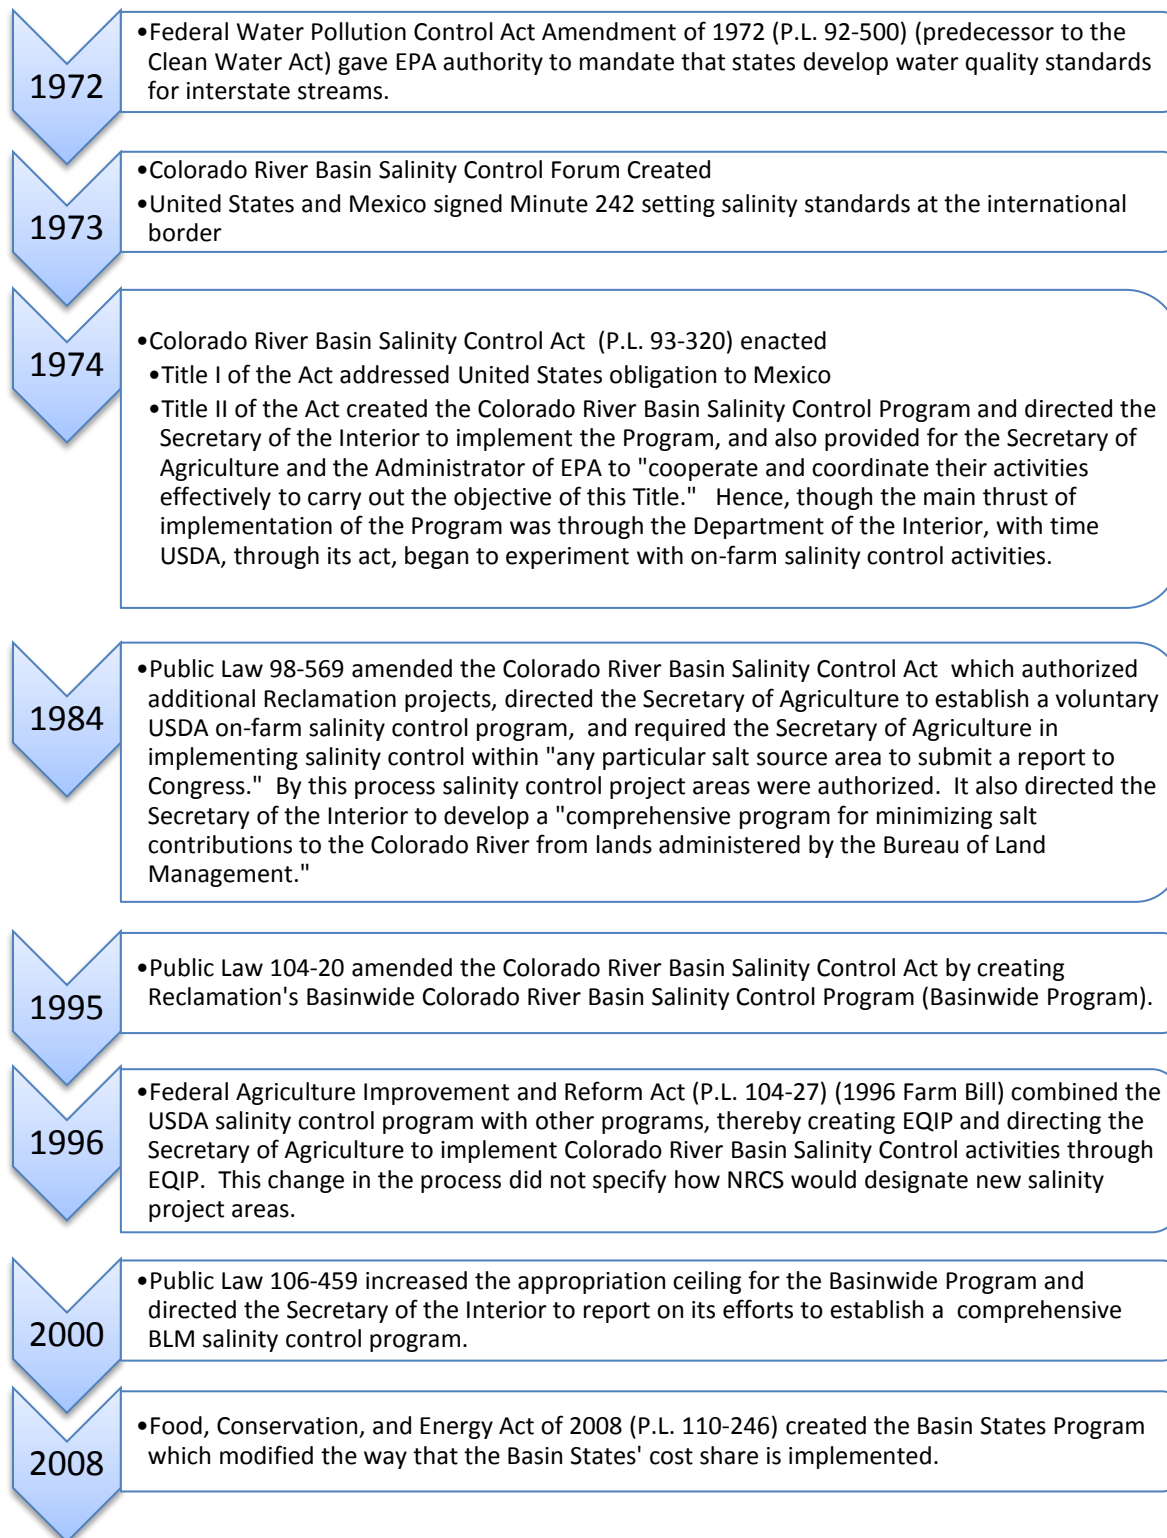 1972
•Federal Water Pollution Control Act Amendment of 1972 (P.L. 92-500) (predecessor to the
Clean Water Act) gave EPA authority to mandate that states develop water quality standards
for interstate streams.
1973
•Colorado River Basin Salinity Control Forum Created
•United States and Mexico signed Minute 242 setting salinity standards at the international
border
1974
•Colorado River Basin Salinity Control Act (P.L. 93-320) enacted
•Title I of the Act addressed United States obligation to Mexico
•Title II of the Act created the Colorado River Basin Salinity Control Program and directed the
Secretary of the Interior to implement the Program, and also provided for the Secretary of
Agriculture and the Administrator of EPA to "cooperate and coordinate their activities
effectively to carry out the objective of this Title." Hence, though the main thrust of
implementation of the Program was through the Department of the Interior, with time
USDA, through its act, began to experiment with on-farm salinity control activities.
1984
•Public Law 98-569 amended the Colorado River Basin Salinity Control Act which authorized
additional Reclamation projects, directed the Secretary of Agriculture to establish a voluntary
USDA on-farm salinity control program, and required the Secretary of Agriculture in
implementing salinity control within "any particular salt source area to submit a report to
Congress." By this process salinity control project areas were authorized. It also directed the
Secretary of the Interior to develop a "comprehensive program for minimizing salt
contributions to the Colorado River from lands administered by the Bureau of Land
Management."
1995
•Public Law 104-20 amended the Colorado River Basin Salinity Control Act by creating
Reclamation's Basinwide Colorado River Basin Salinity Control Program (Basinwide Program).
1996
•Federal Agriculture Improvement and Reform Act (P.L. 104-27) (1996 Farm Bill) combined the
USDA salinity control program with other programs, thereby creating EQIP and directing the
Secretary of Agriculture to implement Colorado River Basin Salinity Control activities through
EQIP. This change in the process did not specify how NRCS would designate new salinity
project areas.
2000
•Public Law 106-459 increased the appropriation ceiling for the Basinwide Program and
directed the Secretary of the Interior to report on its efforts to establish a comprehensive
BLM salinity control program.
2008
•Food, Conservation, and Energy Act of 2008 (P.L. 110-246) created the Basin States Program
which modified the way that the Basin States' cost share is implemented.